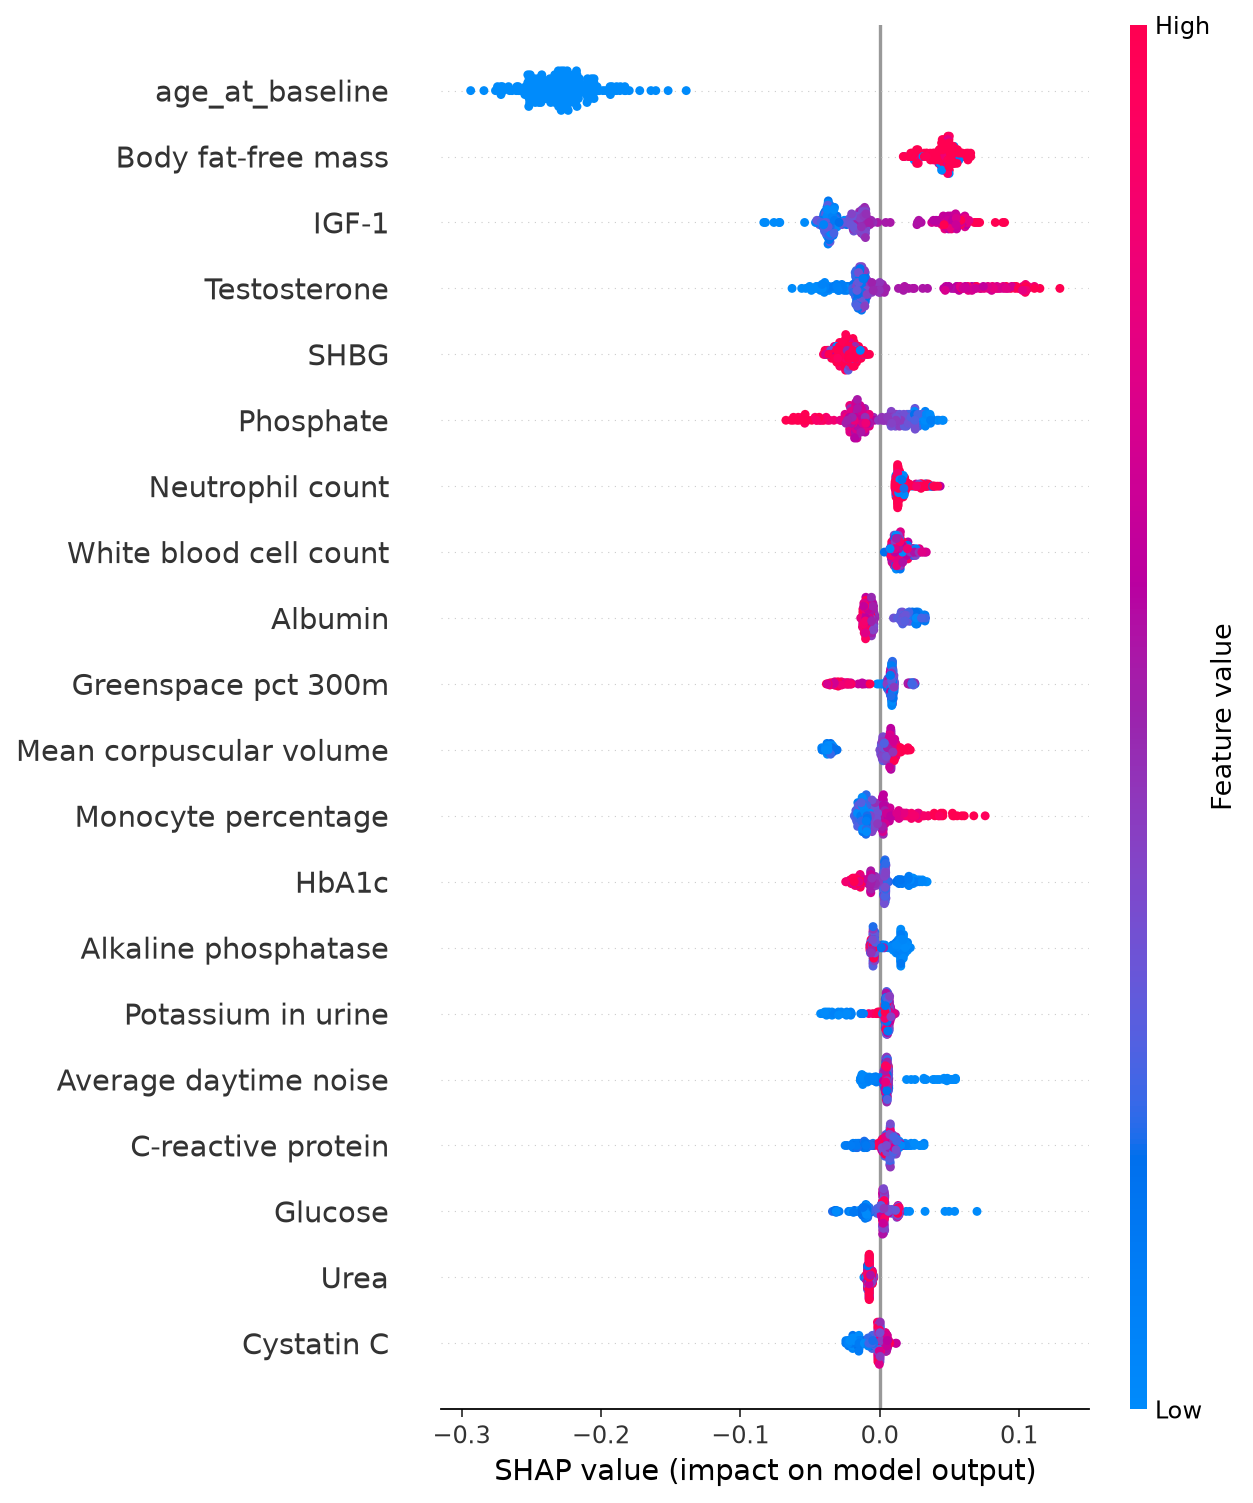 High
age_at_baseline
Body fat-free mass
IGF-1
Testosterone
SHBG
Phosphate
Neutrophil count
White blood cell count
Albumin
Greenspace pct 300m
Mean corpuscular volume
Monocyte percentage
HbA1c
Alkaline phosphatase
Potassium in urine
Average daytime noise
C-reactive protein
Glucose
Urea
Cystatin C
Feature value
Low
−0.3 −0.2 −0.1 0.0 0.1
SHAP value (impact on model output)